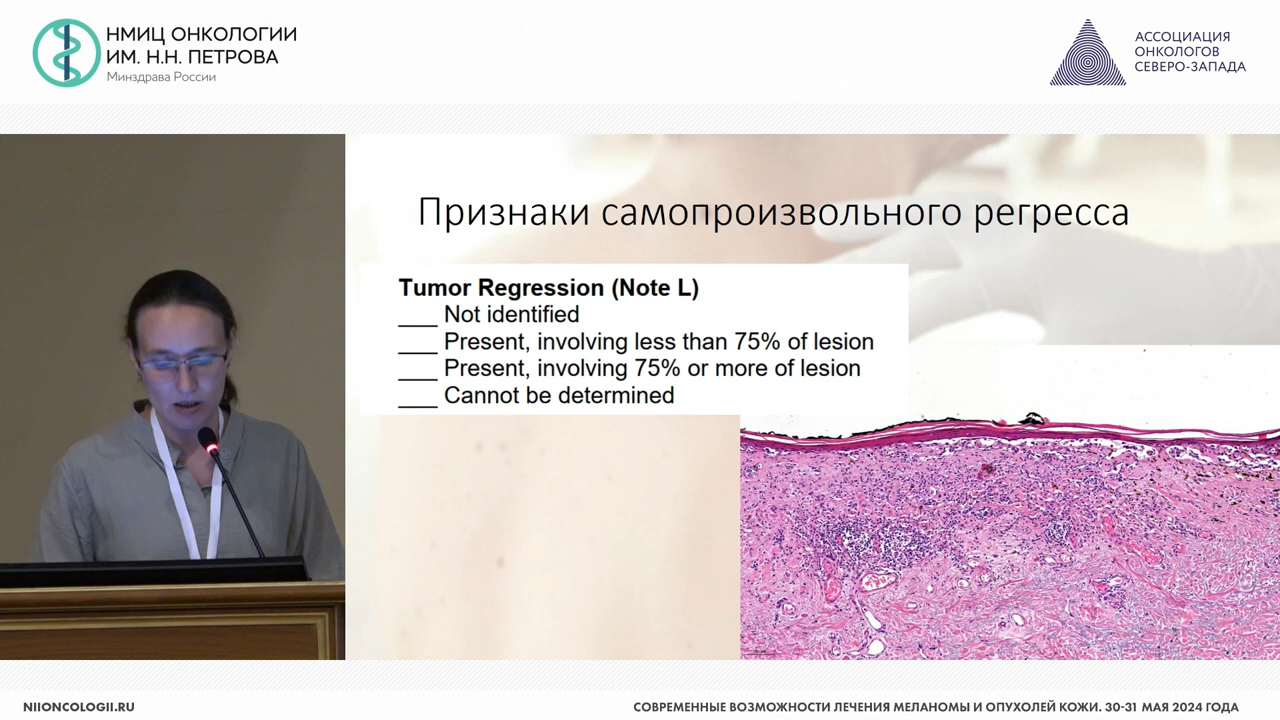 НМИЦ ОНКОЛОГИИ
ИМ. Н.Н. ПЕТРОВА
Минздрава России
АССОЦИАЦИЯ
ОНКОЛОГОВ
СЕВЕРО-ЗАПАДА
Признаки самопроизвольного регресса
Tumor Regression (Note L)
___ Not identified
___ Present, involving less than 75% of lesion
___ Present, involving 75% or more of lesion
___ Cannot be determined
NIIONCOLOGII.RU
СОВРЕМЕННЫЕ ВОЗМОЖНОСТИ ЛЕЧЕНИЯ МЕЛАНОМЫ И ОПУХОЛЕЙ КОЖИ. 30-31 МАЯ 2024 ГОДА